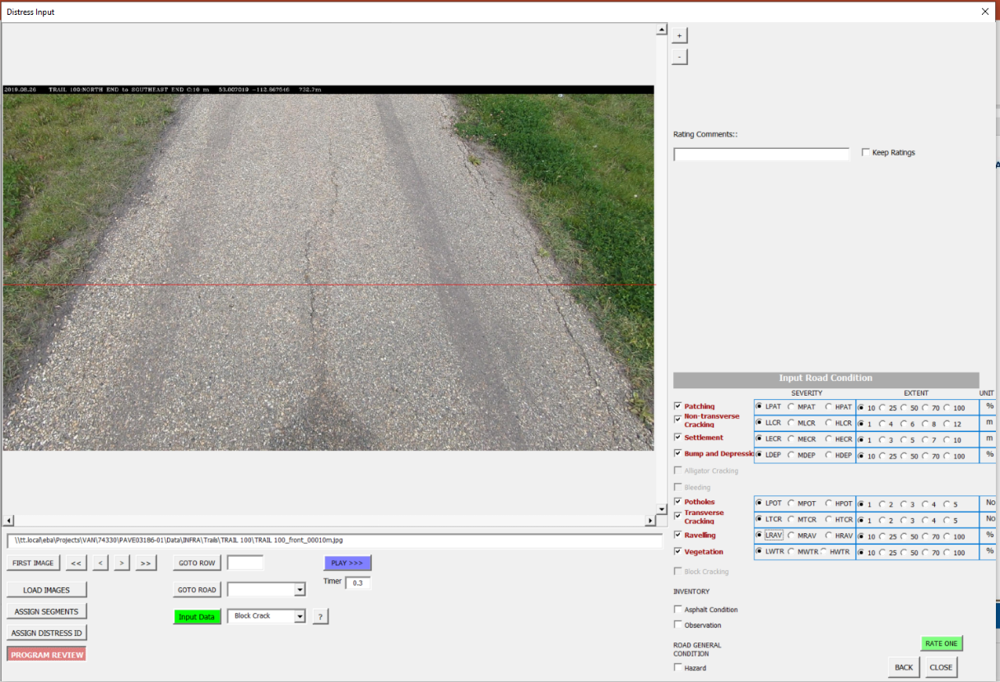 Distress Input
2019.08.26 TRAIL 100:NORTH END to SOUTHEAST END C:10 m 53.007019 -112.867546 732.7m
+
-
Rating Comments::
Keep Ratings
Input Road Condition
SEVERITY EXTENT UNIT
Patching LPAT MPAT HPAT 10 25 50 70 100 %
Non-transverse
Cracking LLCR MLCR HLCR 1 4 6 8 12 m
Settlement LECR MECR HECR 1 3 5 7 10 m
Bump and Depressic LDEP MDEP HDEP 10 25 50 70 100 %
Alligator Cracking
Bleeding
Potholes LPOT MPOT HPOT 1 2 3 4 5 No
Transverse
Cracking LTCR MTCR HTCR 1 2 3 4 5 No
Ravelling LRAV MRAV HRAV 10 25 50 70 100 %
Vegetation LWTR MWTR HWTR 10 25 50 70 100 %
Block Cracking
INVENTORY
Asphalt Condition
Observation
ROAD GENERAL
CONDITION
Hazard
RATE ONE
BACK CLOSE
\\tt.local\eba\Projects\VAN\74330\PAVE03186-01\Data\INFRA\Trails\TRAIL 100\TRAIL 100_front_00010m.jpg
FIRST IMAGE << < > >> GOTO ROW PLAY >>>
Timer 0.3
LOAD IMAGES GOTO ROAD
ASSIGN SEGMENTS Input Data Block Crack ?
ASSIGN DISTRESS ID
PROGRAM REVIEW